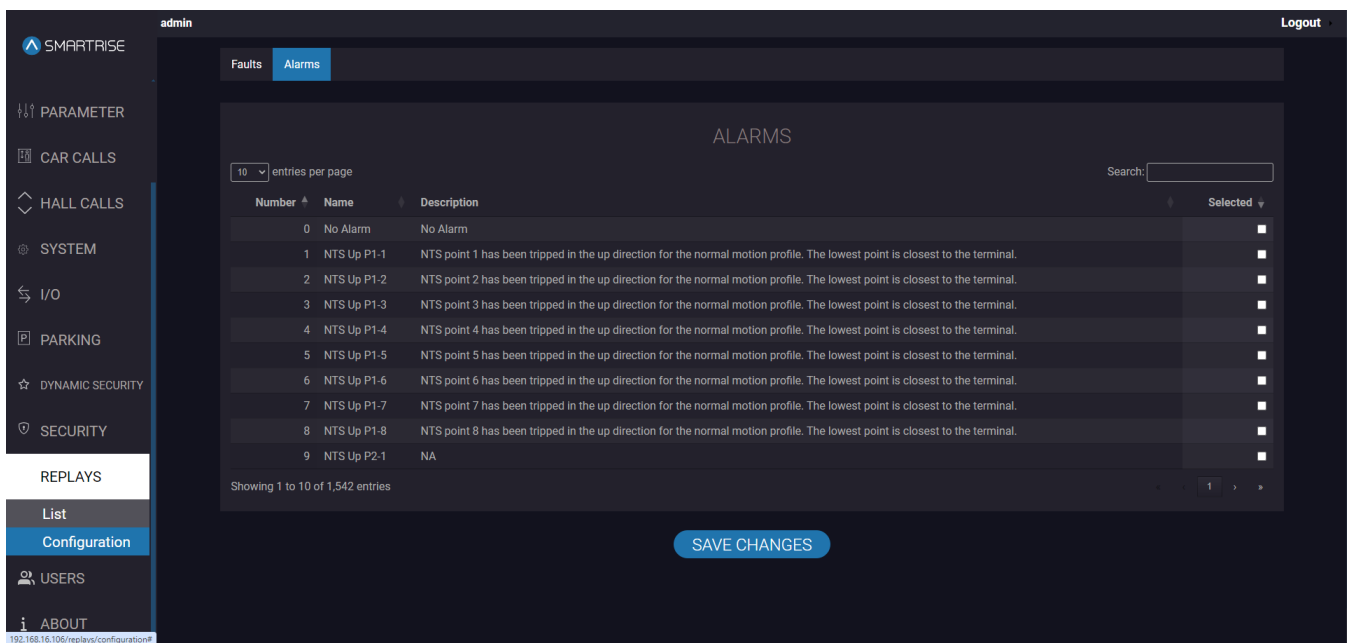 admin
Logout
SMARTRISE
Faults Alarms
PARAMETER
CAR CALLS
HALL CALLS
SYSTEM
I/O
PARKING
DYNAMIC SECURITY
SECURITY
REPLAYS
List
Configuration
USERS
ABOUT
ALARMS
10 entries per page
Search:
Number Name Description Selected
0 No Alarm No Alarm
1 NTS Up P1-1 NTS point 1 has been tripped in the up direction for the normal motion profile. The lowest point is closest to the terminal.
2 NTS Up P1-2 NTS point 2 has been tripped in the up direction for the normal motion profile. The lowest point is closest to the terminal.
3 NTS Up P1-3 NTS point 3 has been tripped in the up direction for the normal motion profile. The lowest point is closest to the terminal.
4 NTS Up P1-4 NTS point 4 has been tripped in the up direction for the normal motion profile. The lowest point is closest to the terminal.
5 NTS Up P1-5 NTS point 5 has been tripped in the up direction for the normal motion profile. The lowest point is closest to the terminal.
6 NTS Up P1-6 NTS point 6 has been tripped in the up direction for the normal motion profile. The lowest point is closest to the terminal.
7 NTS Up P1-7 NTS point 7 has been tripped in the up direction for the normal motion profile. The lowest point is closest to the terminal.
8 NTS Up P1-8 NTS point 8 has been tripped in the up direction for the normal motion profile. The lowest point is closest to the terminal.
9 NTS Up P2-1 NA
Showing 1 to 10 of 1,542 entries
« ‹ 1 › »
SAVE CHANGES
192.168.16.106/replays/configuration#